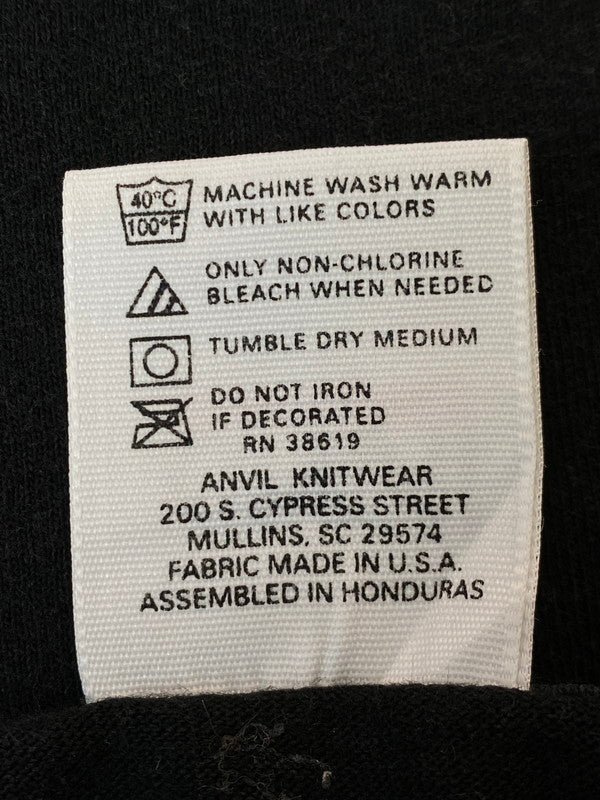 40°C MACHINE WASH WARM
100°F WITH LIKE COLORS
ONLY NON-CHLORINE
BLEACH WHEN NEEDED
TUMBLE DRY MEDIUM
DO NOT IRON
IF DECORATED
RN 38619
ANVIL KNITWEAR
200 S. CYPRESS STREET
MULLINS, SC 29574
FABRIC MADE IN U.S.A.
ASSEMBLED IN HONDURAS